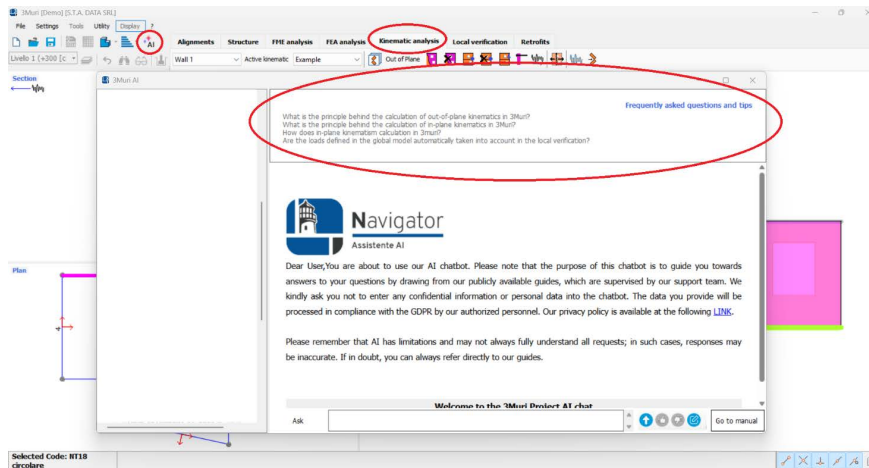 3Muri [Demo] [S.T.A. DATA SRL]
File Settings Tools Utility Display ?
AI Alignments Structure FME analysis FEA analysis Kinematic analysis Local verification Retrofits
Livello 1 (+300 [c Wall 1 Active kinematic Example Out of Plane
Section
3Muri AI
Frequently asked questions and tips
What is the principle behind the calculation of out-of-plane kinematics in 3Muri?
What is the principle behind the calculation of in-plane kinematics in 3Muri?
How does in-plane kinematism calculation in 3muri?
Are the loads defined in the global model automatically taken into account in the local verification?
Navigator
Assistente AI
Dear User,You are about to use our AI chatbot. Please note that the purpose of this chatbot is to guide you towards
answers to your questions by drawing from our publicly available guides, which are supervised by our support team. We
kindly ask you not to enter any confidential information or personal data into the chatbot. The data you provide will be
processed in compliance with the GDPR by our authorized personnel. Our privacy policy is available at the following LINK.
Please remember that AI has limitations and may not always fully understand all requests; in such cases, responses may
be inaccurate. If in doubt, you can always refer directly to our guides.
Welcome to the 3Muri Project AI chat
Plan
4
Ask Go to manual
Selected Code: NT18
circolare